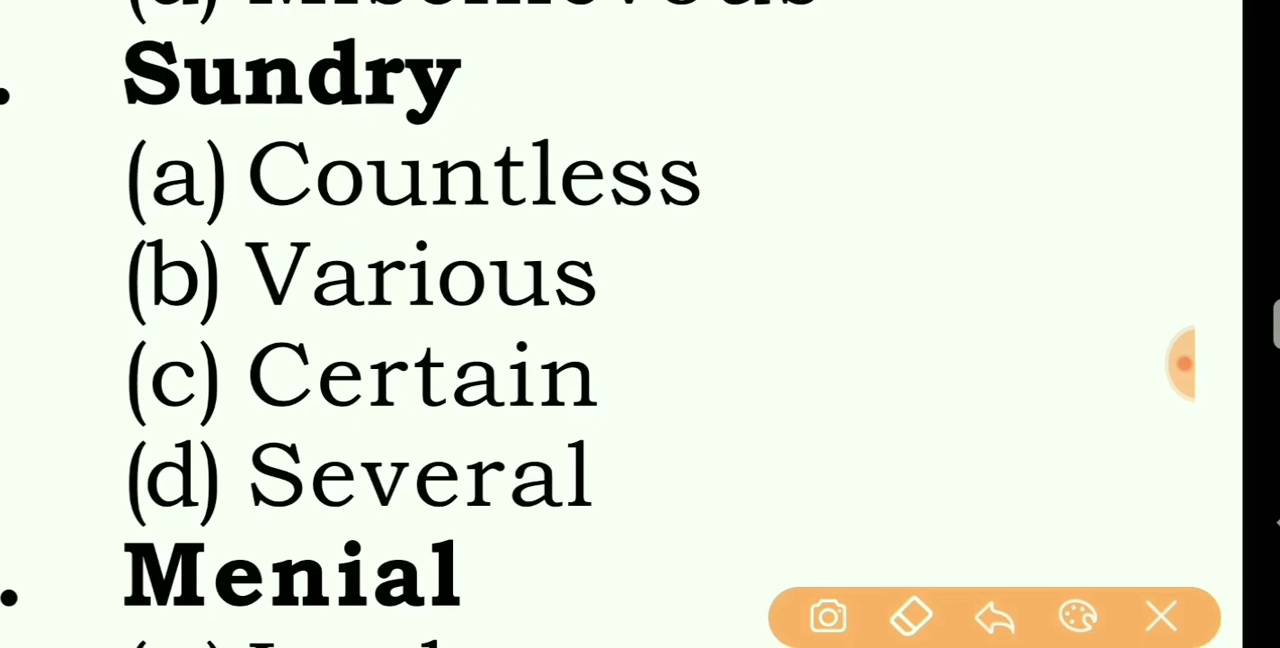 . Sundry
(a) Countless
(b) Various
(c) Certain
(d) Several
. Menial